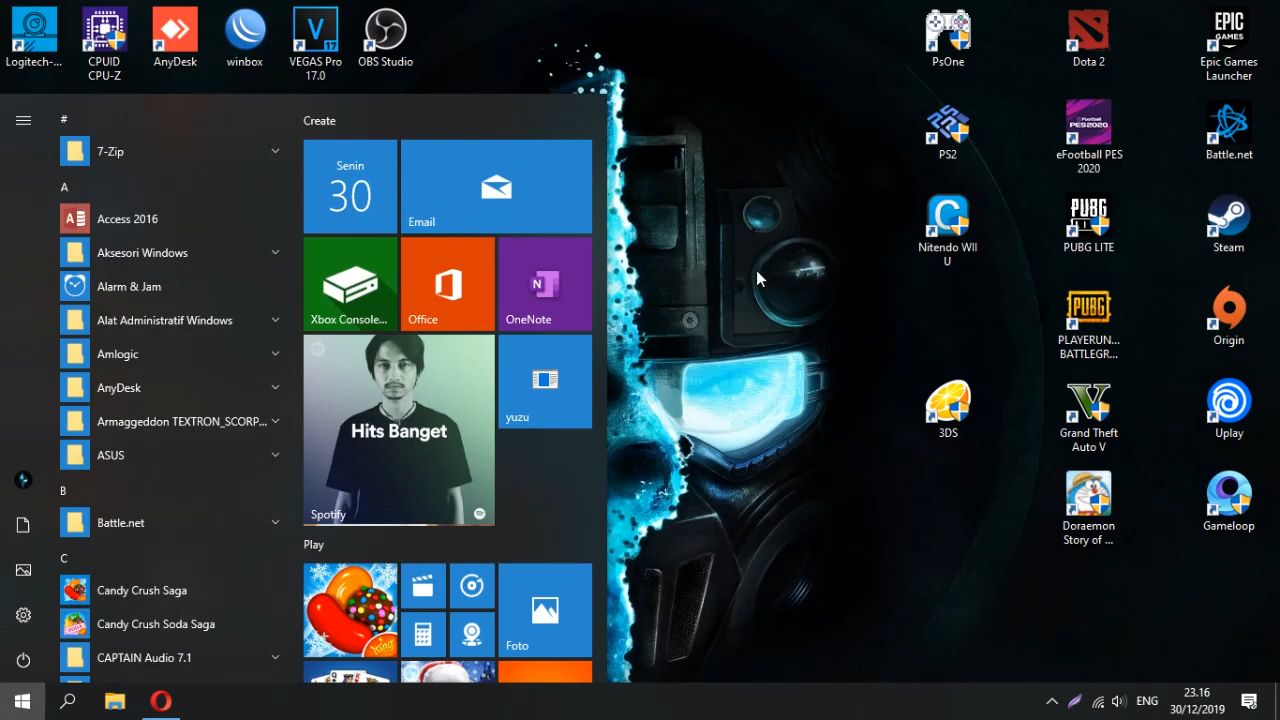 Logitech-...
CPUID
CPU-Z
AnyDesk
winbox
VEGAS Pro
17.0
OBS Studio
PsOne
Dota 2
EPIC
GAMES
Epic Games
Launcher
PS2
eFootball
PES2020
eFootball PES
2020
Battle.net
Nitendo WII
U
PUBG
LITE
PUBG LITE
Steam
PUBG
PLAYERUN...
BATTLEGR...
Origin
3DS
Grand Theft
Auto V
Uplay
Doraemon
Story of ...
Gameloop
#
7-Zip
A
Access 2016
Aksesori Windows
Alarm & Jam
Alat Administratif Windows
Amlogic
AnyDesk
Armaggeddon TEXTRON_SCORP...
ASUS
B
Battle.net
C
Candy Crush Saga
Candy Crush Soda Saga
CAPTAIN Audio 7.1
Create
Senin
30
Email
Xbox Console...
Office
OneNote
Hits Banget
Spotify
yuzu
Play
King
Foto
ENG
23.16
30/12/2019